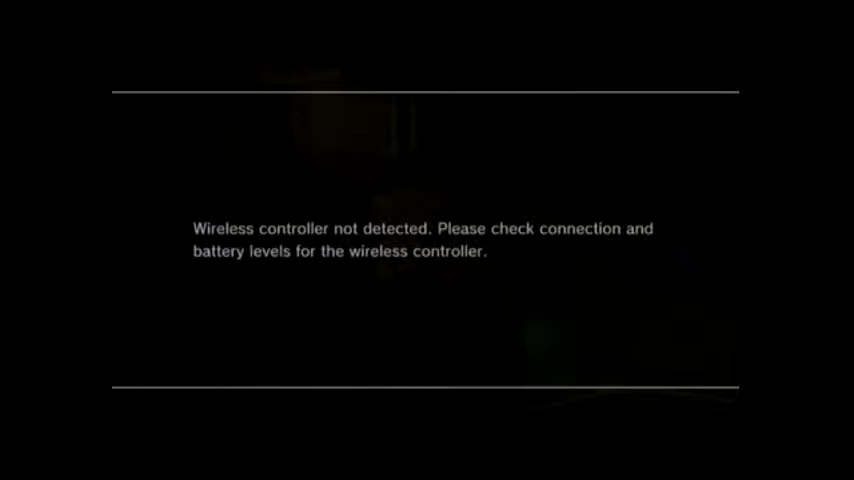 Wireless controller not detected. Please check connection and
battery levels for the wireless controller.